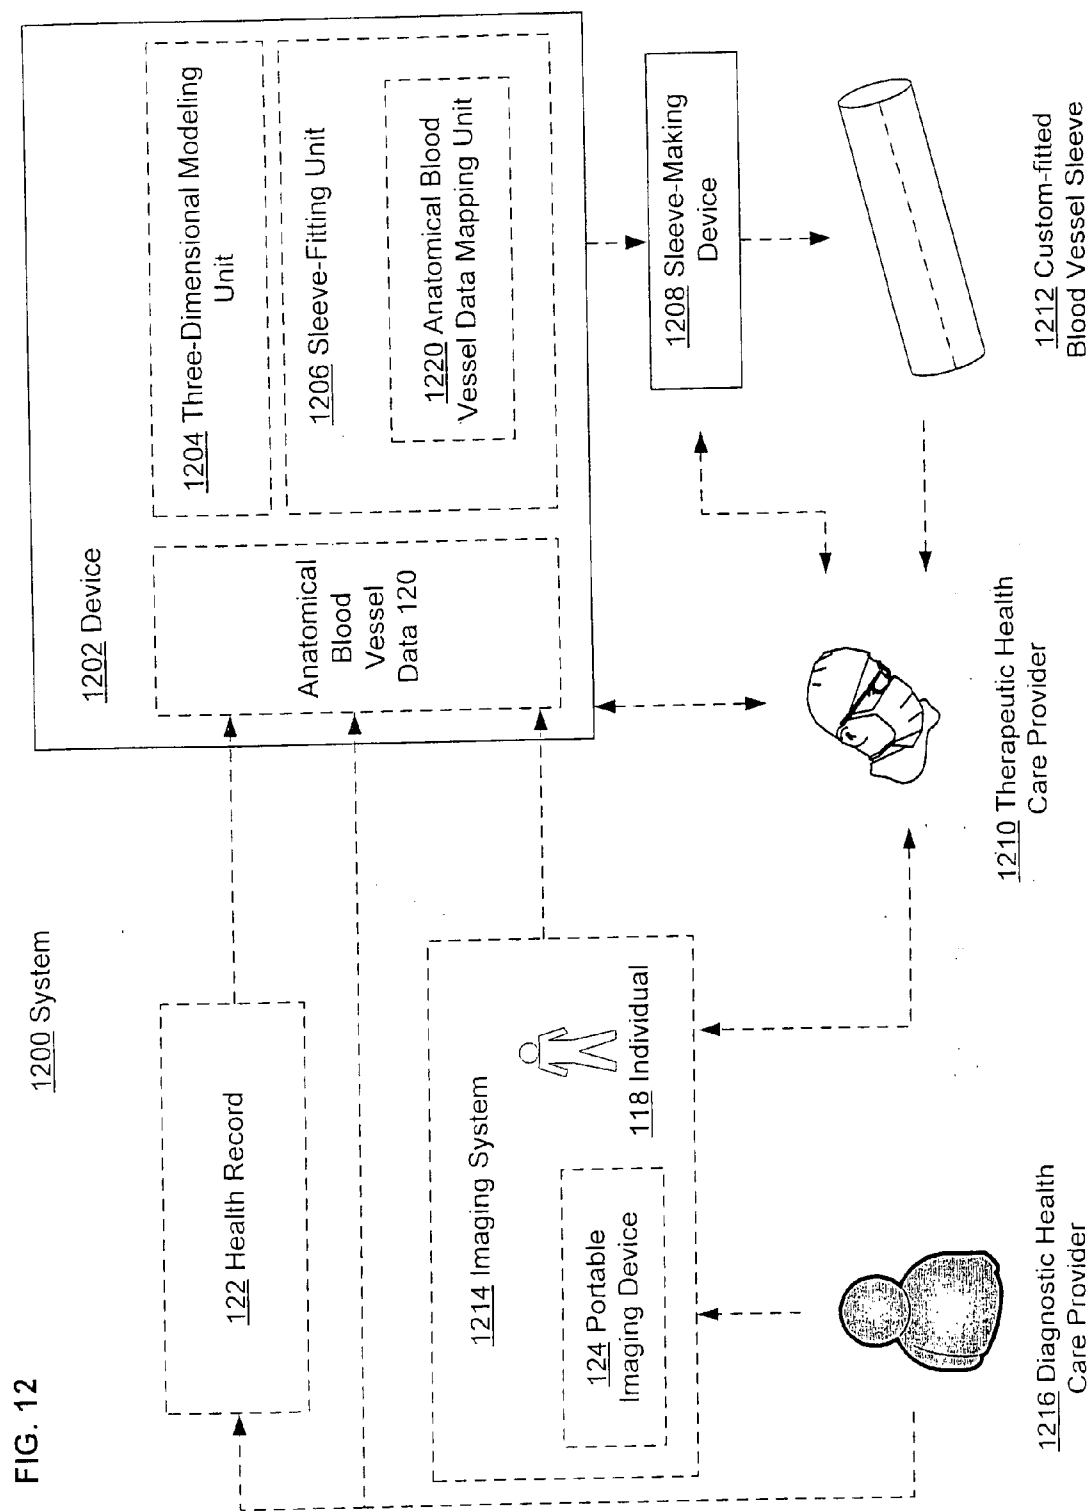 FIG. 12
1200 System
122 Health Record
1202 Device
Anatomical
Blood
Vessel
Data 120
1204 Three-Dimensional Modeling
Unit
1206 Sleeve-Fitting Unit
1220 Anatomical Blood
Vessel Data Mapping Unit
1214 Imaging System
124 Portable
Imaging Device
118 Individual
1208 Sleeve-Making
Device
1216 Diagnostic Health
Care Provider
1210 Therapeutic Health
Care Provider
1212 Custom-fitted
Blood Vessel Sleeve